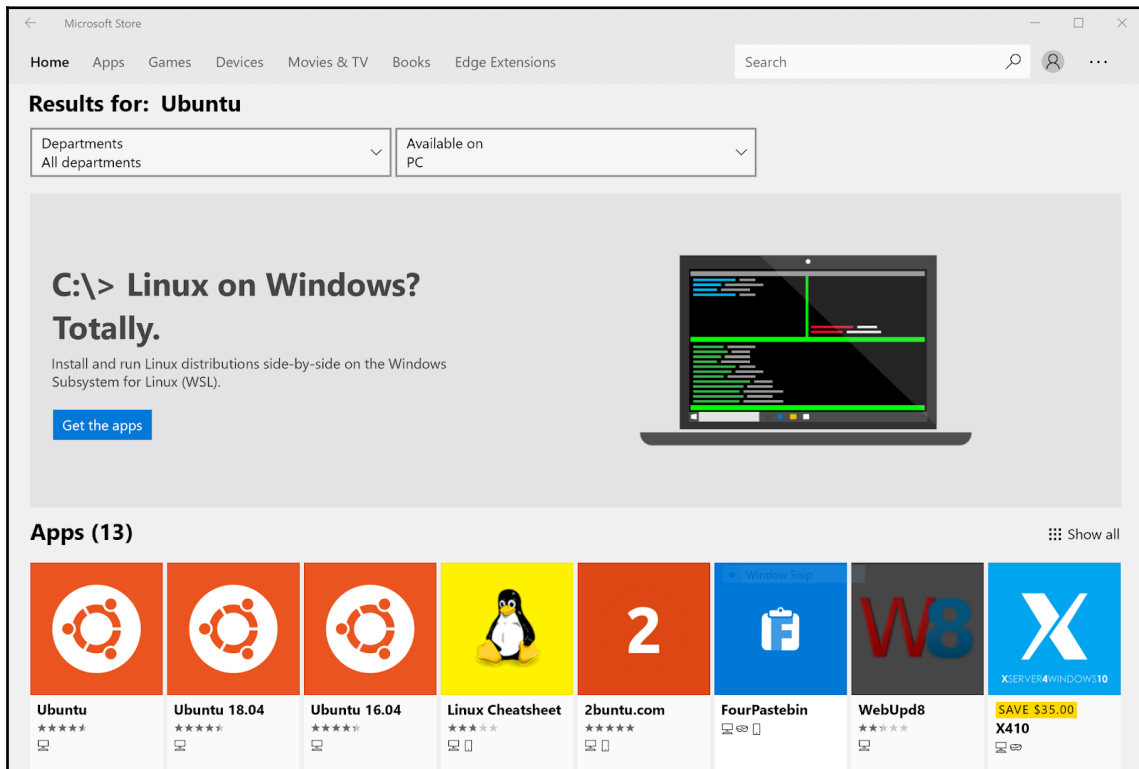 Microsoft Store
Home Apps Games Devices Movies & TV Books Edge Extensions Search
Results for: Ubuntu
Departments
All departments
Available on
PC
C:\> Linux on Windows?
Totally.
Install and run Linux distributions side-by-side on the Windows
Subsystem for Linux (WSL).
Get the apps
Apps (13)
Show all
2
Window Snip
F
W8
X
XSERVER4WINDOWS10
Ubuntu
Ubuntu 18.04
Ubuntu 16.04
Linux Cheatsheet
2buntu.com
FourPastebin
WebUpd8
SAVE $35.00
X410